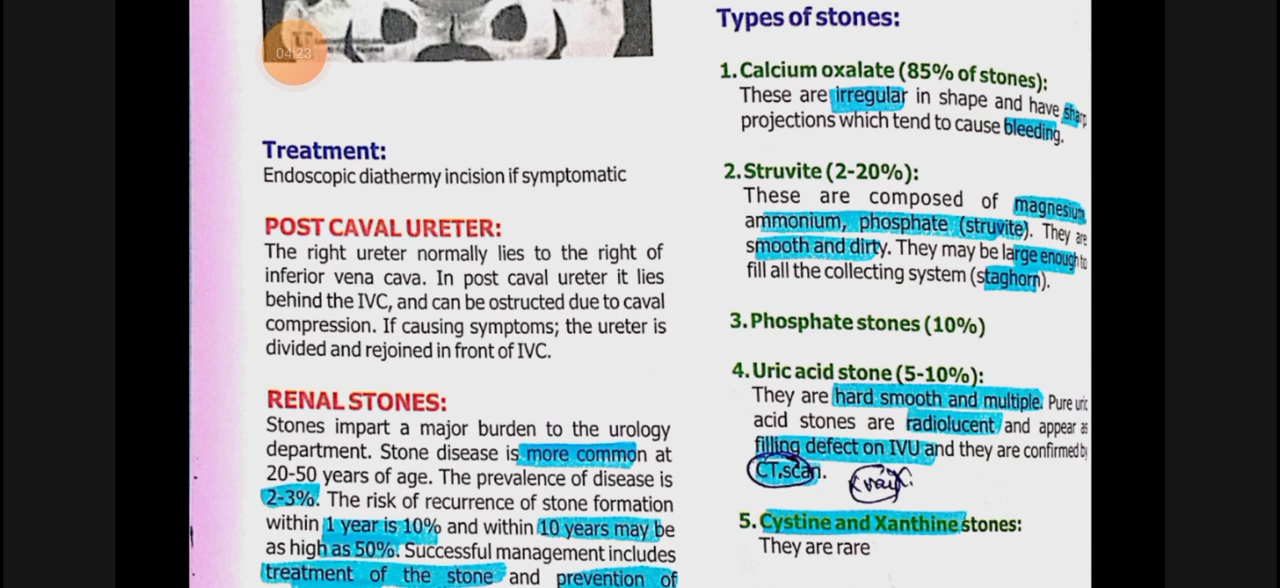 04:23
Treatment:
Endoscopic diathermy incision if symptomatic
POST CAVAL URETER:
The right ureter normally lies to the right of
inferior vena cava. In post caval ureter it lies
behind the IVC, and can be ostructed due to caval
compression. If causing symptoms; the ureter is
divided and rejoined in front of IVC.
RENAL STONES:
Stones impart a major burden to the urology
department. Stone disease is more common at
20-50 years of age. The prevalence of disease is
2-3%. The risk of recurrence of stone formation
within 1 year is 10% and within 10 years may be
as high as 50%. Successful management includes
treatment of the stone and prevention of
Types of stones:
1. Calcium oxalate (85% of stones):
These are irregular in shape and have sharp
projections which tend to cause bleeding.
2. Struvite (2-20%):
These are composed of magnesium,
ammonium, phosphate (struvite). They are
smooth and dirty. They may be large enough to
fill all the collecting system (staghorn).
3. Phosphate stones (10%)
4. Uric acid stone (5-10%):
They are hard smooth and multiple. Pure uric
acid stones are radiolucent and appear as
filling defect on IVU and they are confirmed by
CT.scan.
5. Cystine and Xanthine stones:
They are rare